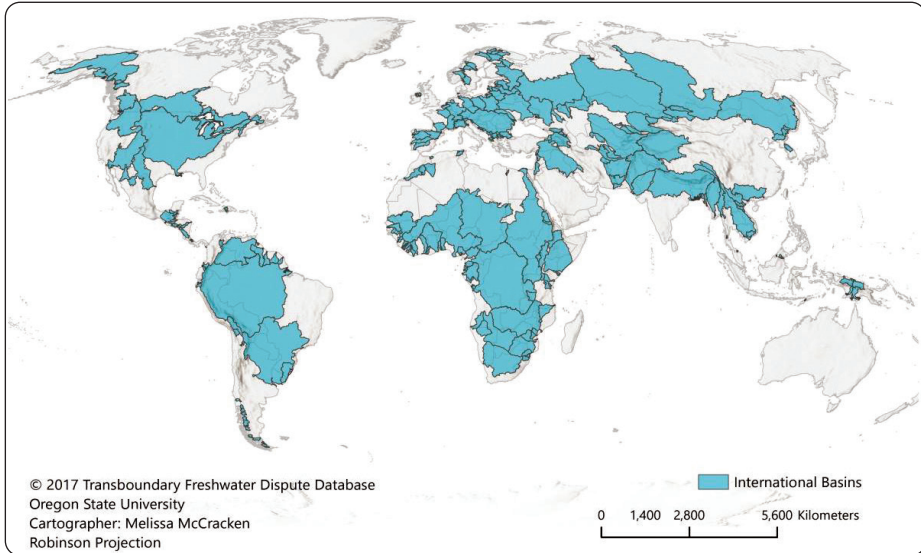 © 2017 Transboundary Freshwater Dispute Database
Oregon State University
Cartographer: Melissa McCracken
Robinson Projection
International Basins
0 1,400 2,800 5,600 Kilometers